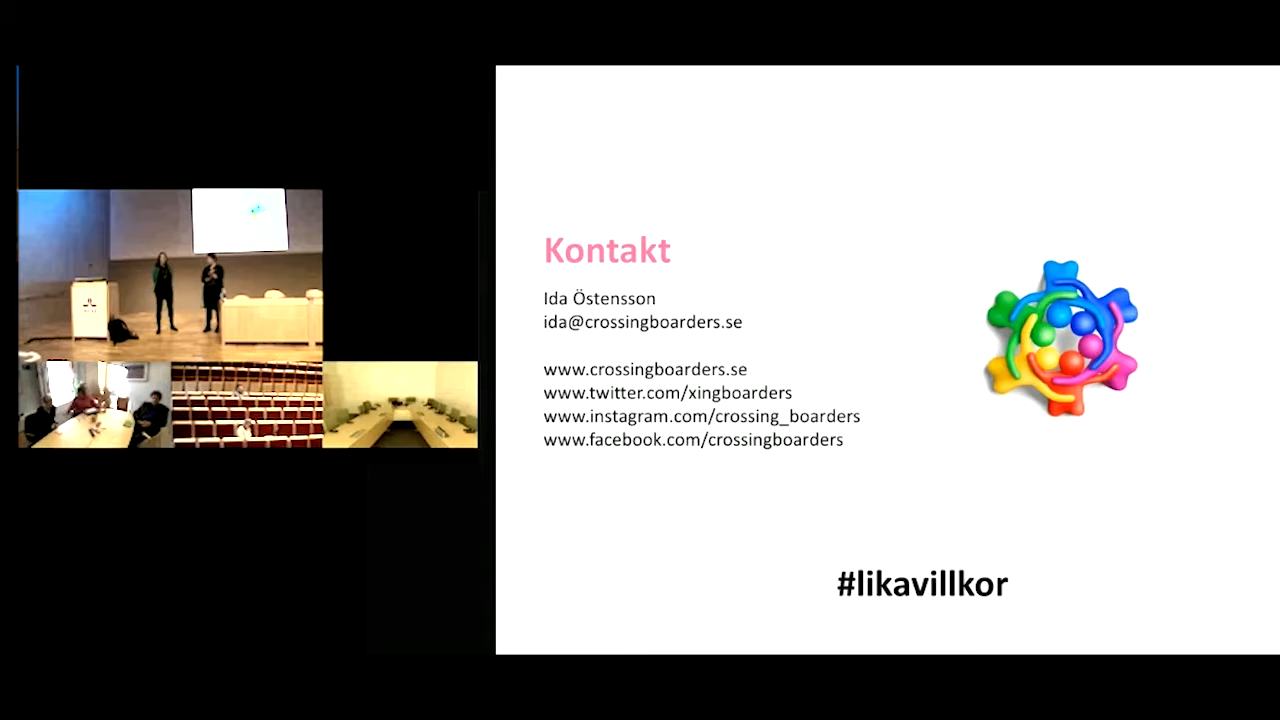 Kontakt
Ida Östensson
ida@crossingboarders.se
www.crossingboarders.se
www.twitter.com/xingboarders
www.instagram.com/crossing_boarders
www.facebook.com/crossingboarders
#likavillkor